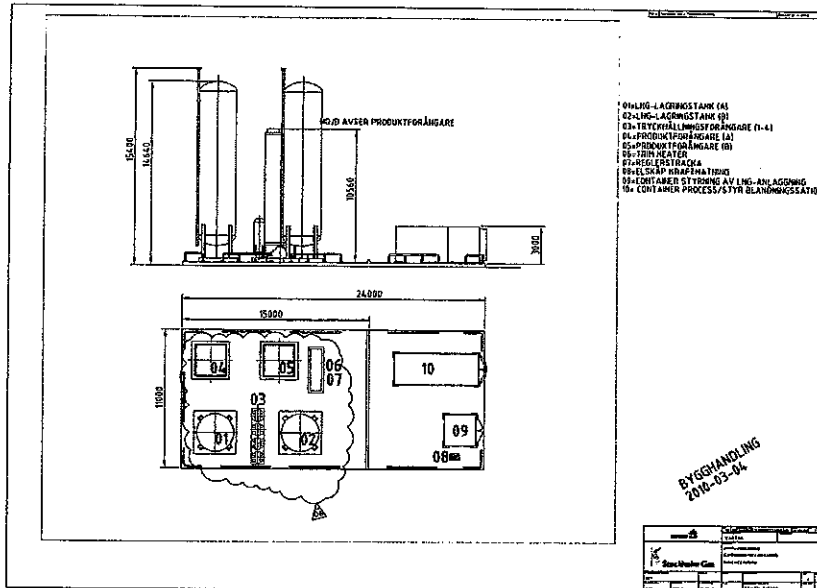 HÖJD AVSER PRODUKTFÖRÅNGARE
15400
14640
10560
3000
01=LNG-LAGRINGSTANK (A)
02=LNG-LAGRINGSTANK (B)
03=TRYCKHÅLLNINGSFÖRÅNGARE (1-4)
04=PRODUKTFÖRÅNGARE (A)
05=PRODUKTFÖRÅNGARE (B)
06=TRIM HEATER
07=REGLERSTRÄCKA
08=ELSKÅP KRAFTMATNING
09=CONTAINER STYRNING AV LNG-ANLÄGGNING
10= CONTAINER PROCESS/STYR BLANDNINGSSATIO
24000
15000
11000
04
05
06
07
10
03
01
02
09
08
BYGGHANDLING
2010-03-04
Stockholm Gas